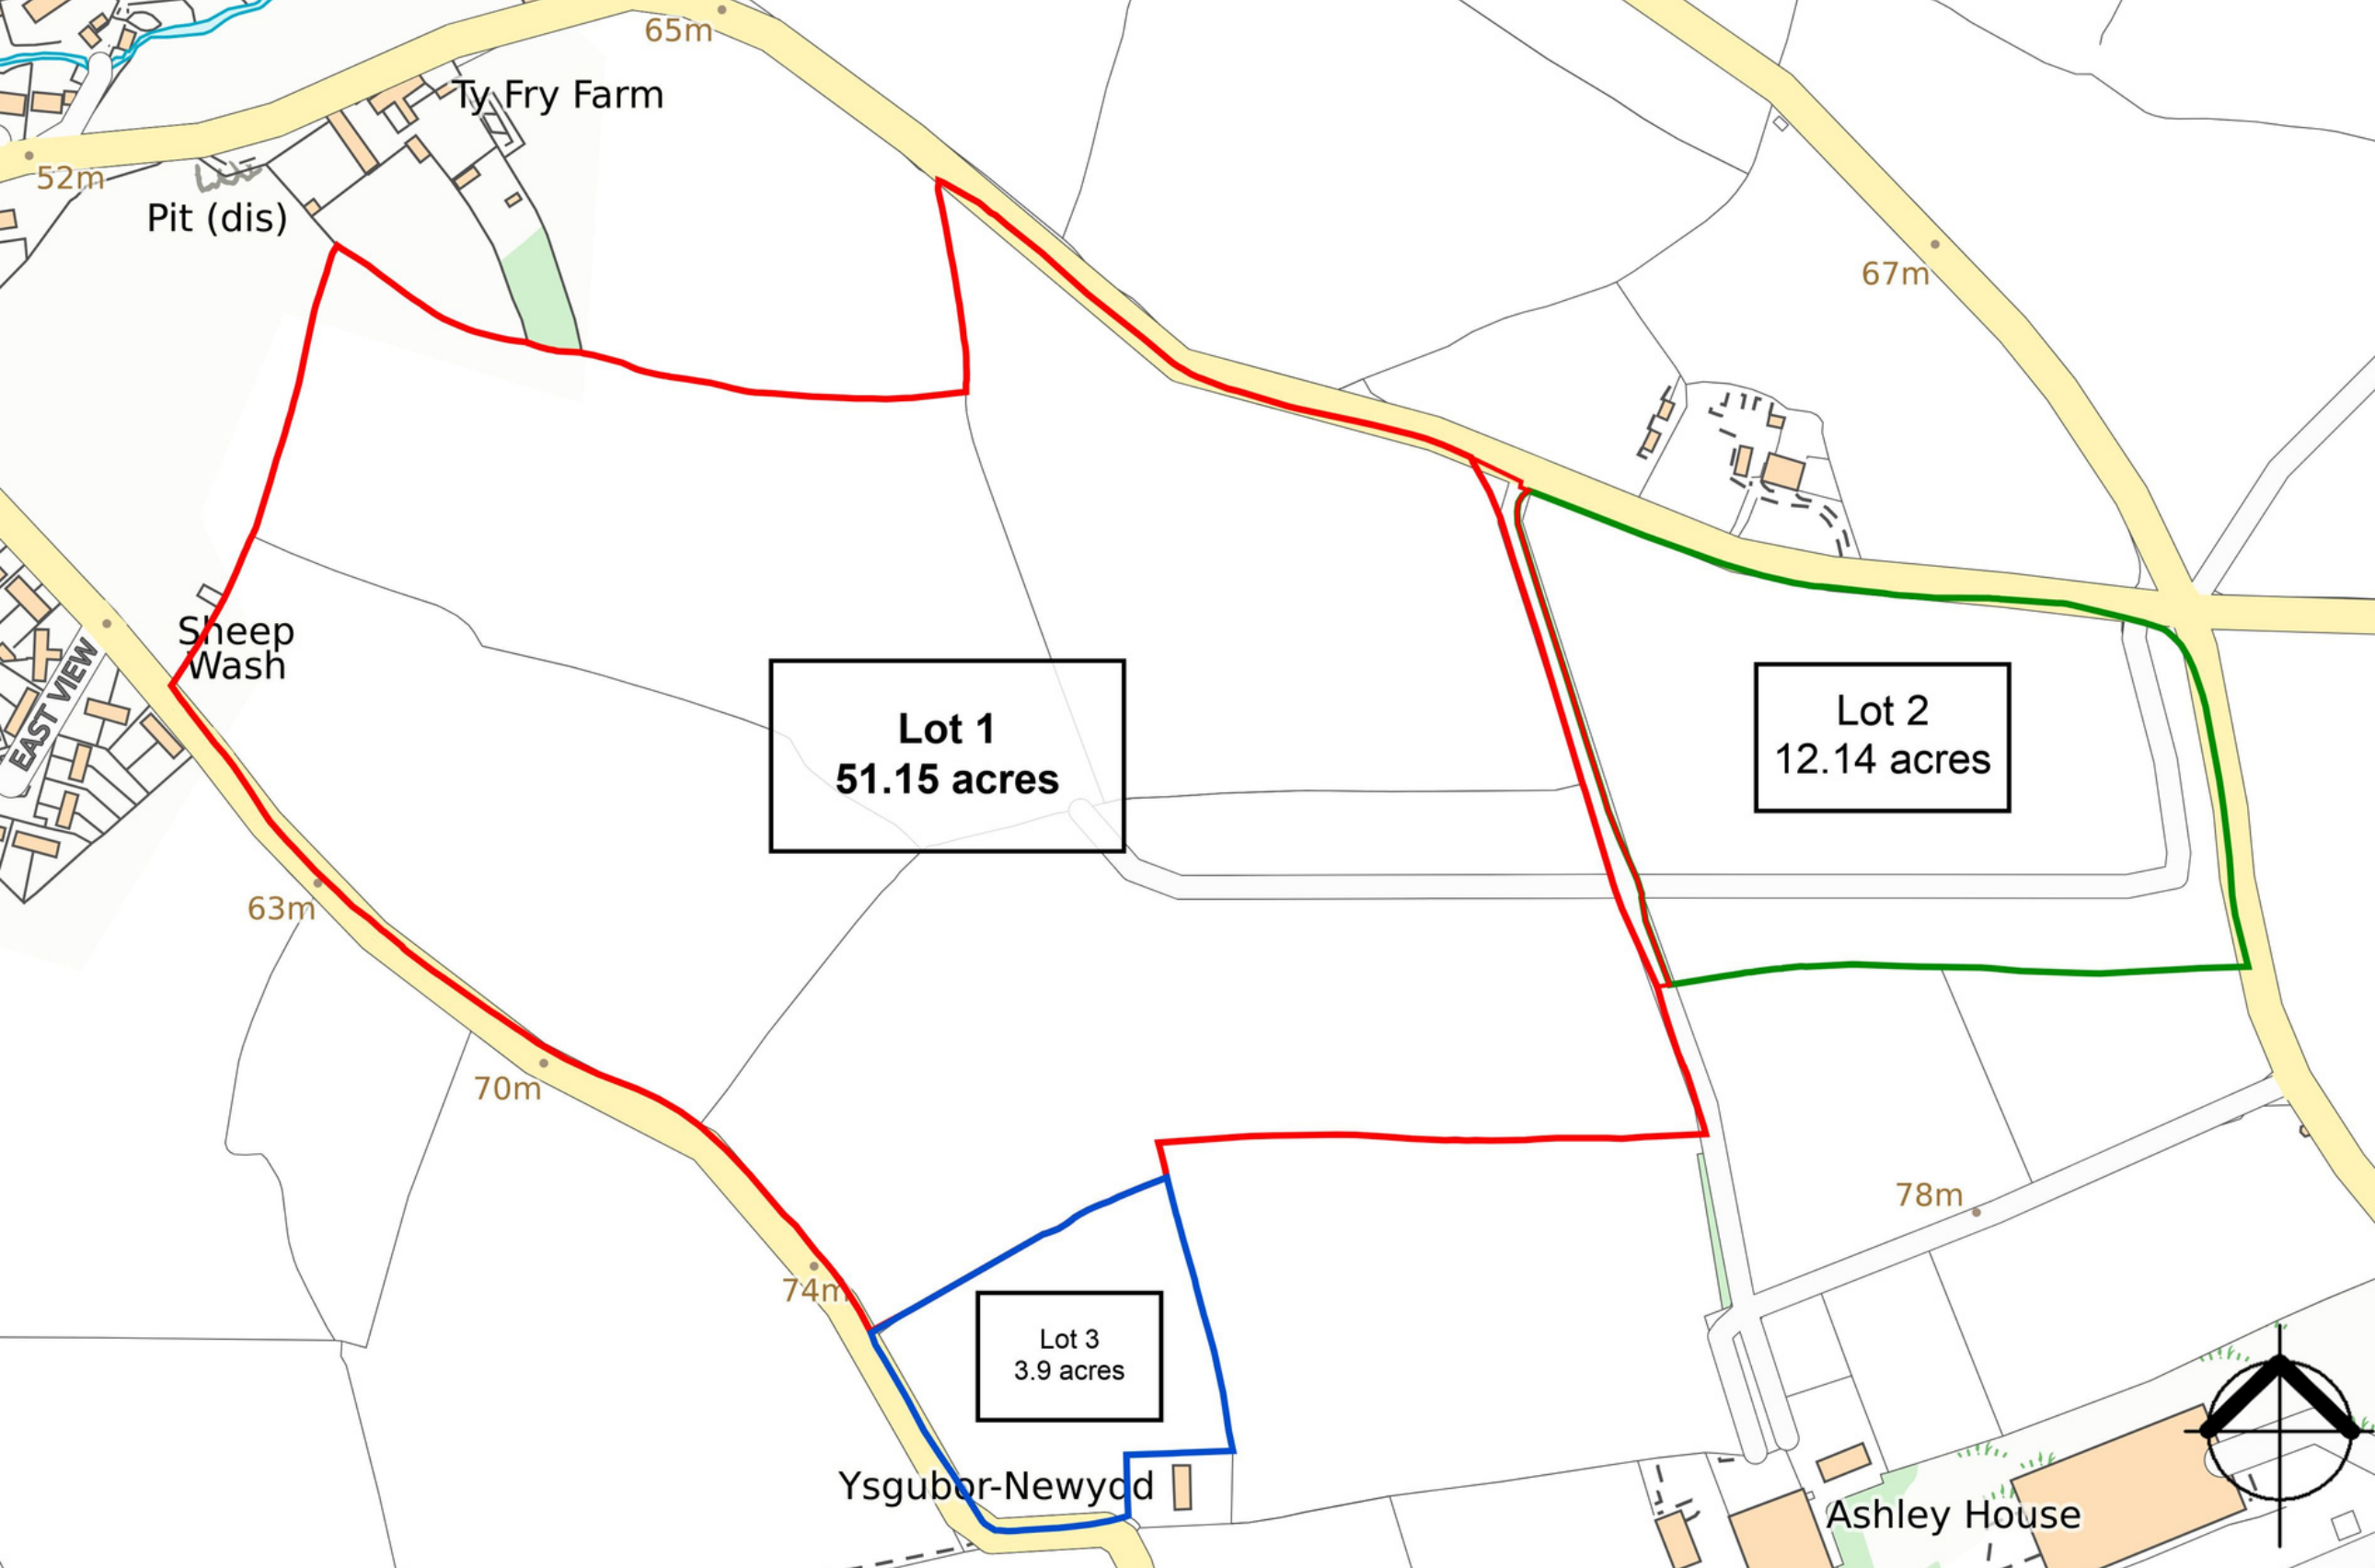 65m
Ty Fry Farm
52m
Pit (dis)
67m
Sheep
Wash
EAST VIEW
Lot 1
51.15 acres
Lot 2
12.14 acres
63m
70m
78m
74m
Lot 3
3.9 acres
Ysgubor-Newydd
Ashley House